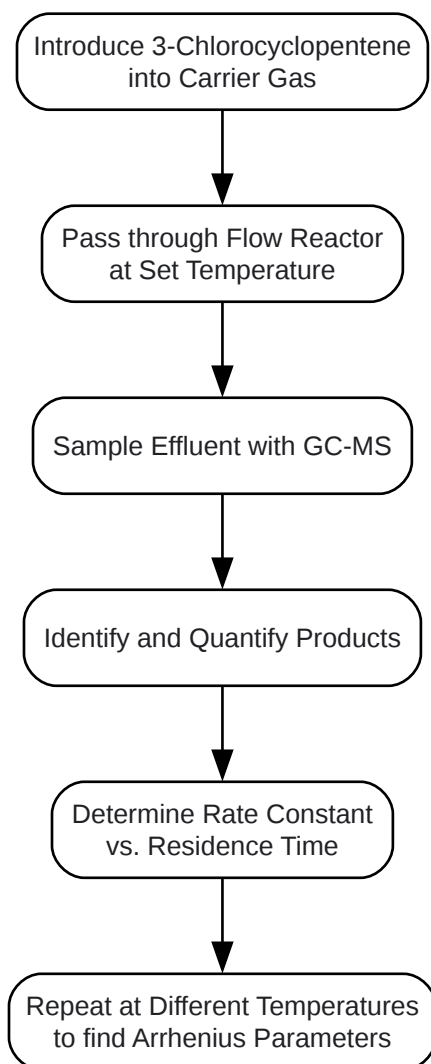 Introduce 3-Chlorocyclopentene
into Carrier Gas
Pass through Flow Reactor
at Set Temperature
Sample Effluent with GC-MS
Identify and Quantify Products
Determine Rate Constant
vs. Residence Time
Repeat at Different Temperatures
to find Arrhenius Parameters